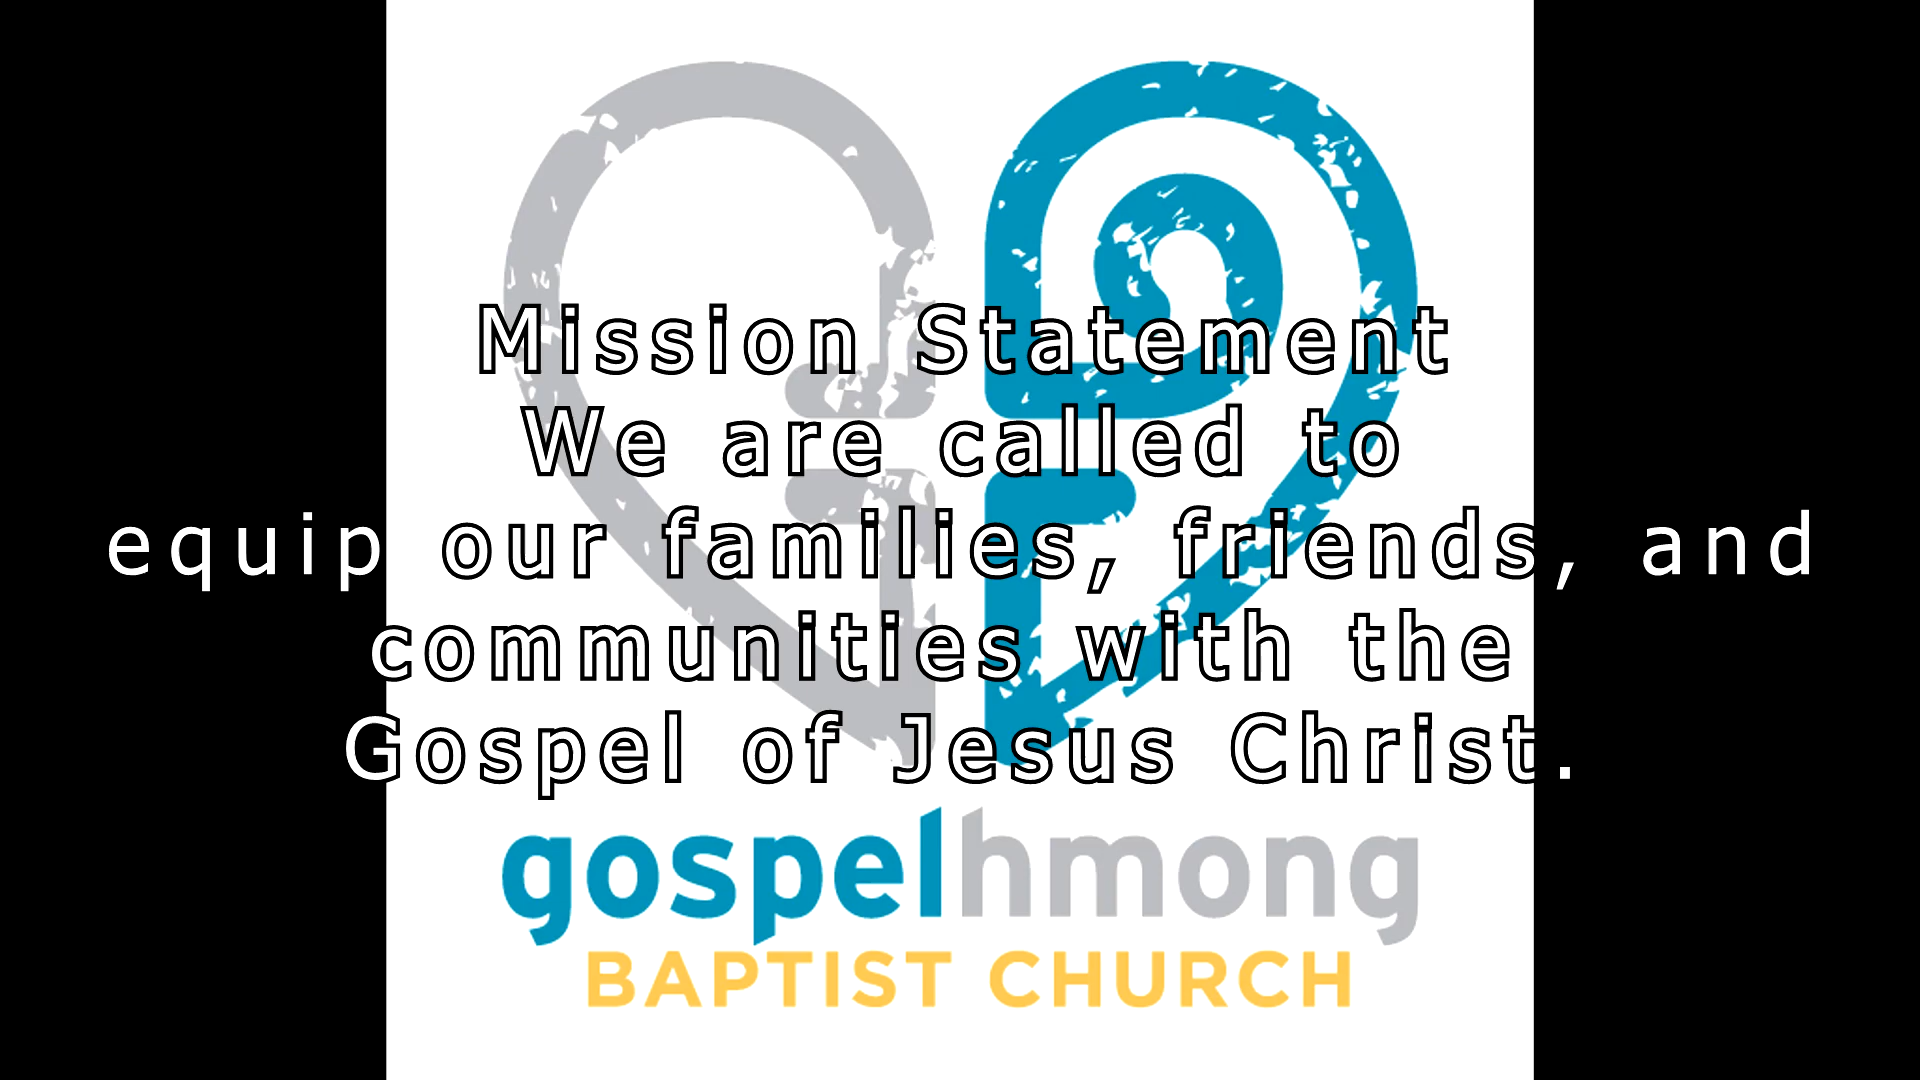 Mission Statement
We are called to
equip our families, friends, and
communities with the
Gospel of Jesus Christ.
gospelhmong
BAPTIST CHURCH